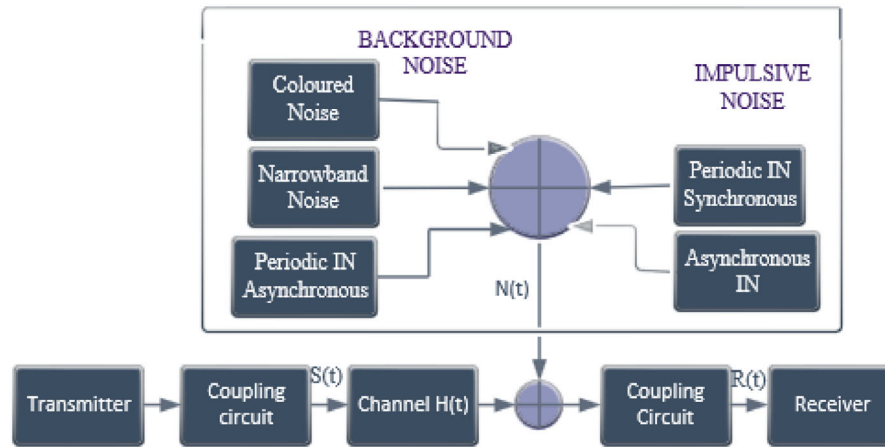 BACKGROUND
NOISE
IMPULSIVE
NOISE
Coloured
Noise
Narrowband
Noise
Periodic IN
Asynchronous
Periodic IN
Synchronous
Asynchronous
IN
N(t)
Transmitter
Coupling
circuit
S(t)
Channel H(t)
Coupling
Circuit
R(t)
Receiver